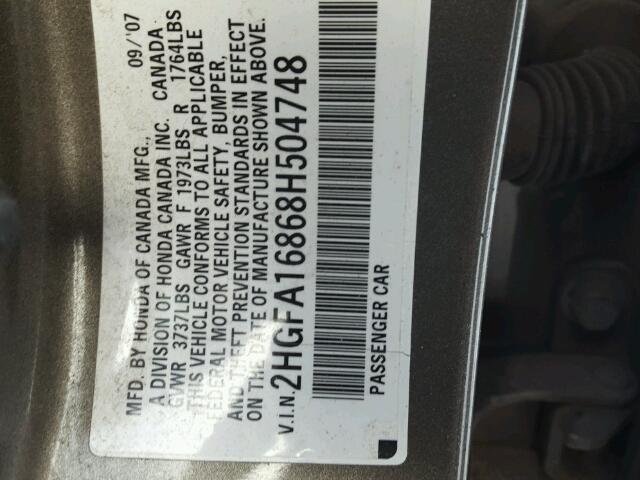 MFD. BY HONDA OF CANADA MFG., 09/'07
A DIVISION OF HONDA CANADA INC. CANADA
GVWR 3737LBS GAWR F 1973LBS R 1764LBS
THIS VEHICLE CONFORMS TO ALL APPLICABLE
FEDERAL MOTOR VEHICLE SAFETY, BUMPER,
AND THEFT PREVENTION STANDARDS IN EFFECT
ON THE DATE OF MANUFACTURE SHOWN ABOVE.
V.I.N. 2HGFA16868H504748
PASSENGER CAR